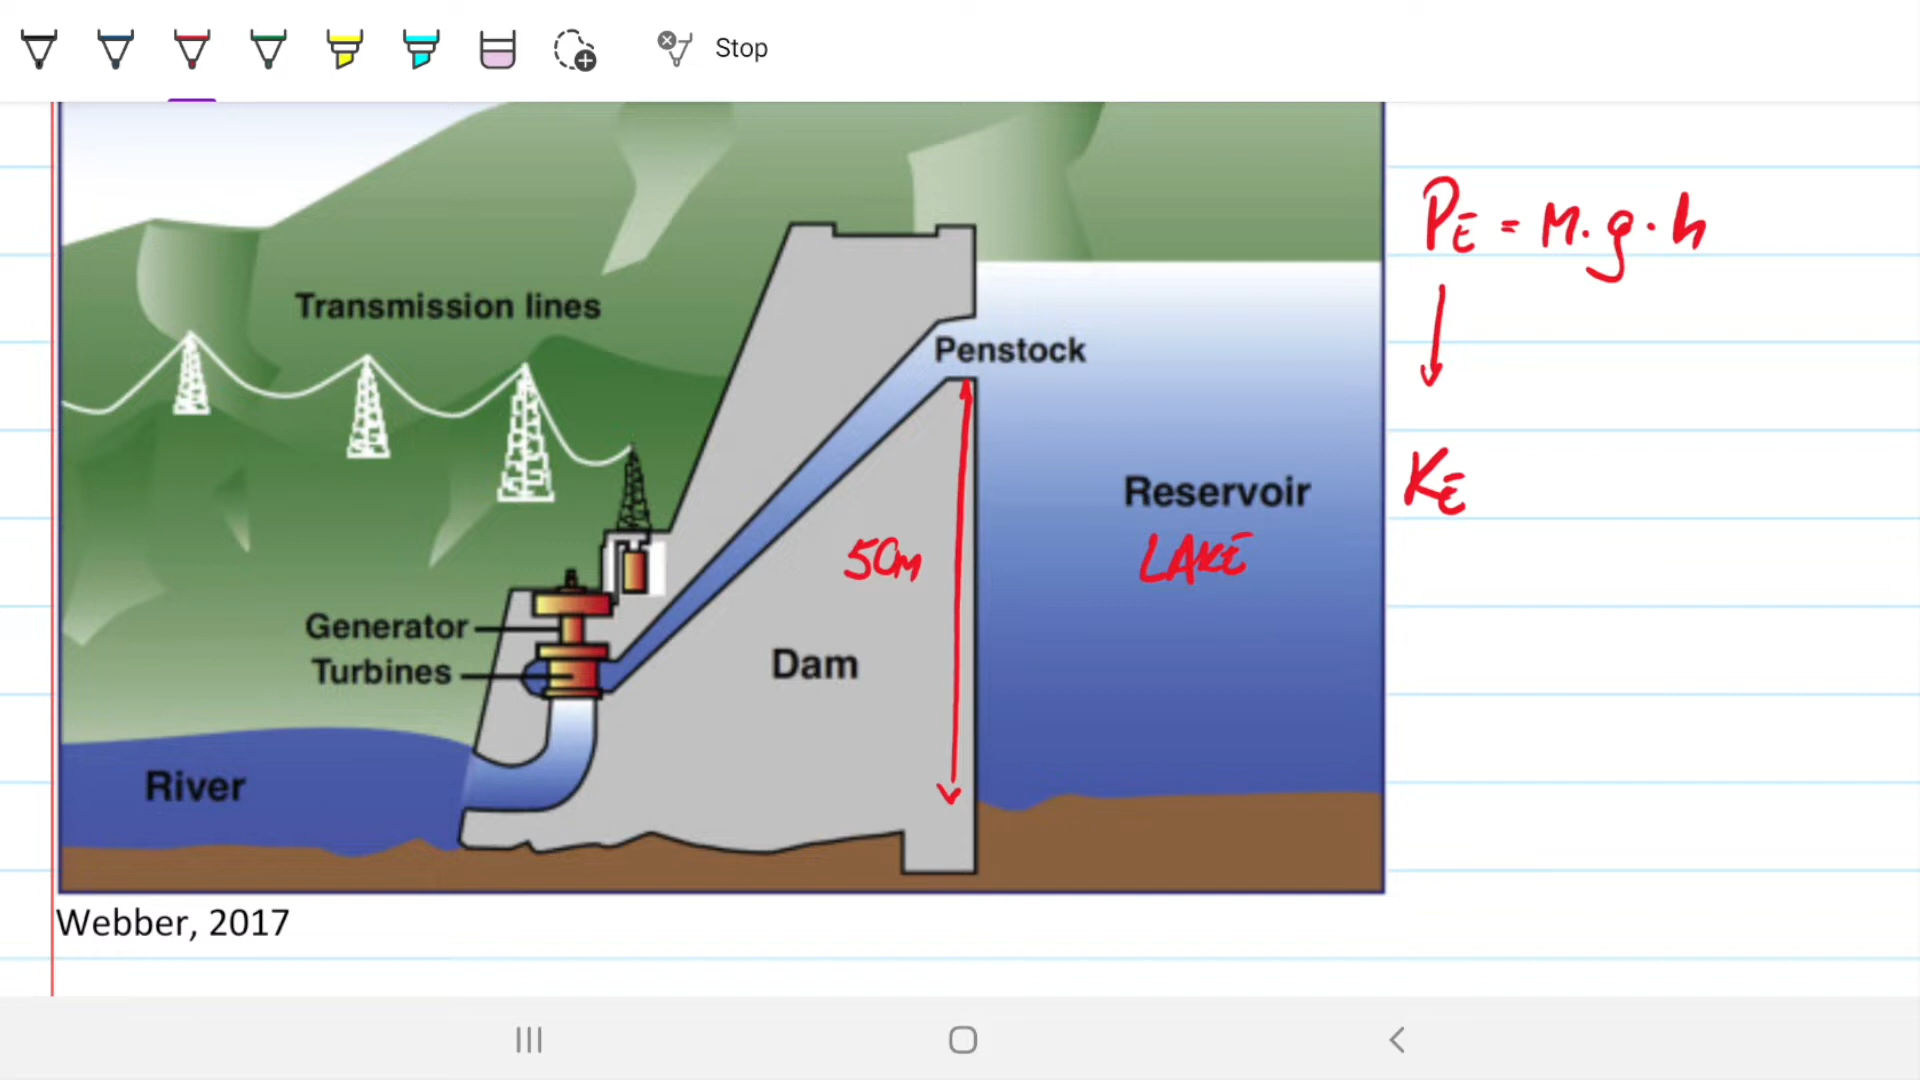 Stop
PE = M.g.h
Transmission lines
Penstock
KE
Reservoir
LAKE
50m
Generator
Turbines
Dam
River
Webber, 2017